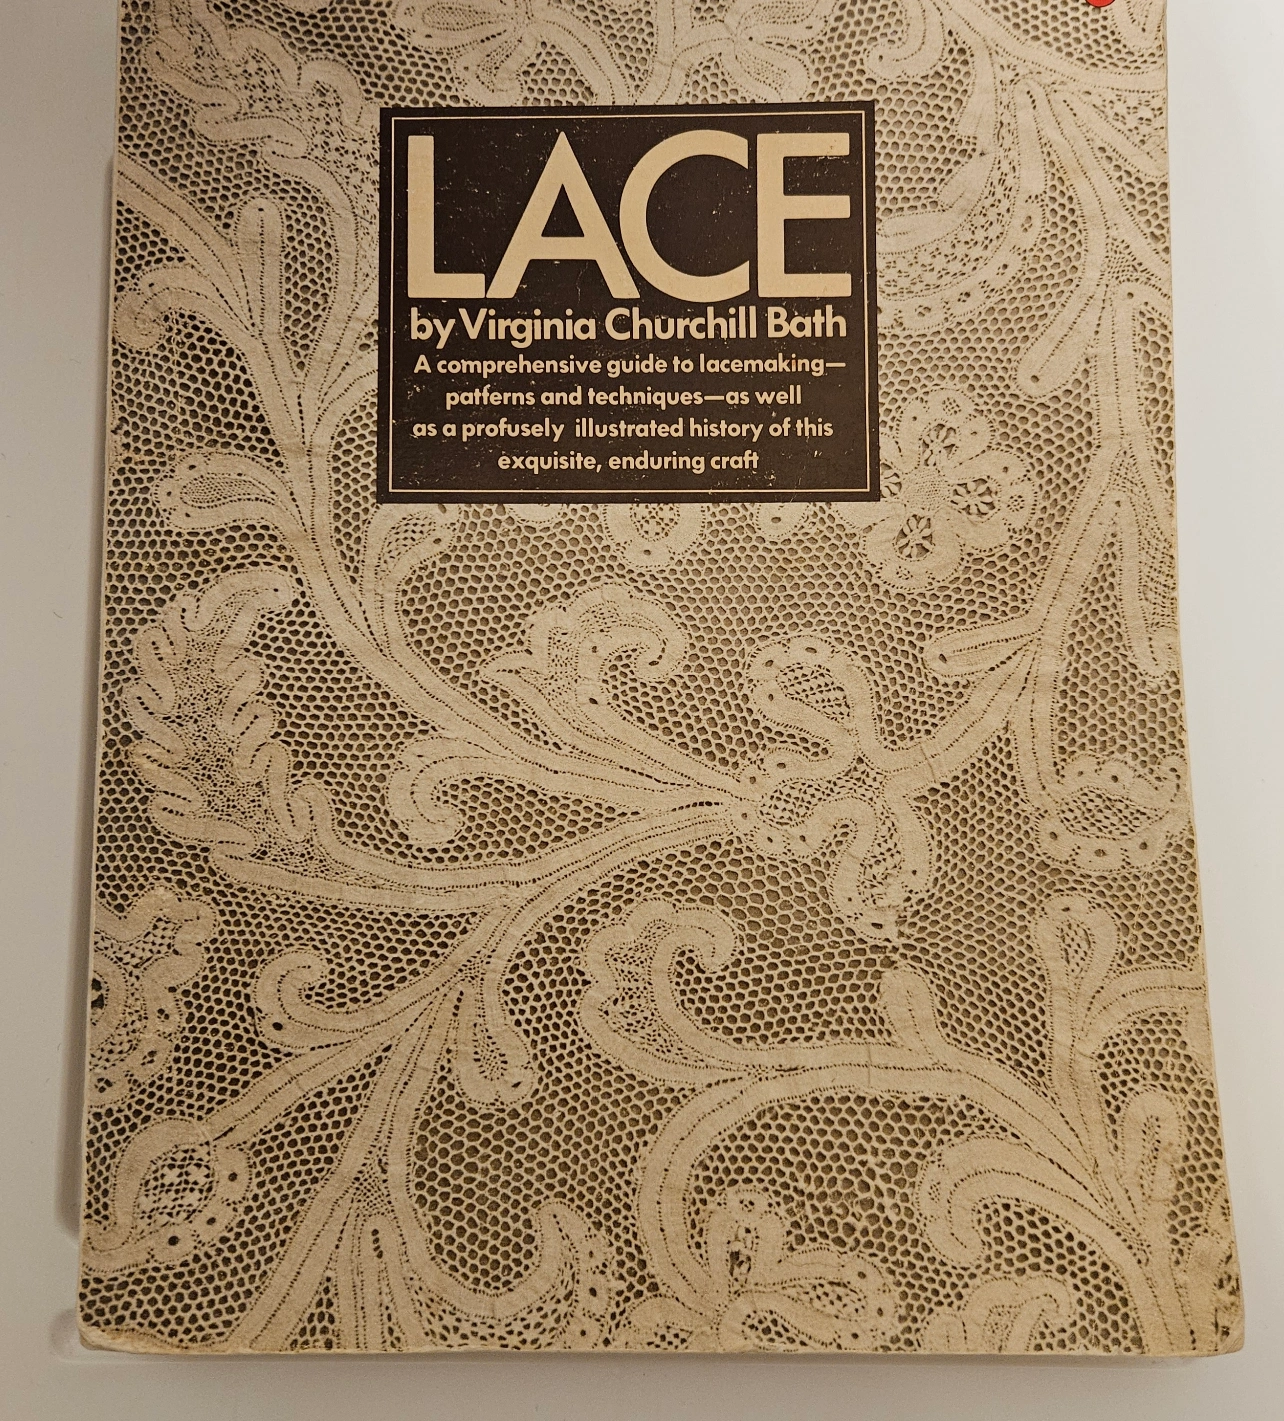 LACE
by Virginia Churchill Bath
A comprehensive guide to lacemaking—
patterns and techniques—as well
as a profusely illustrated history of this
exquisite, enduring craft